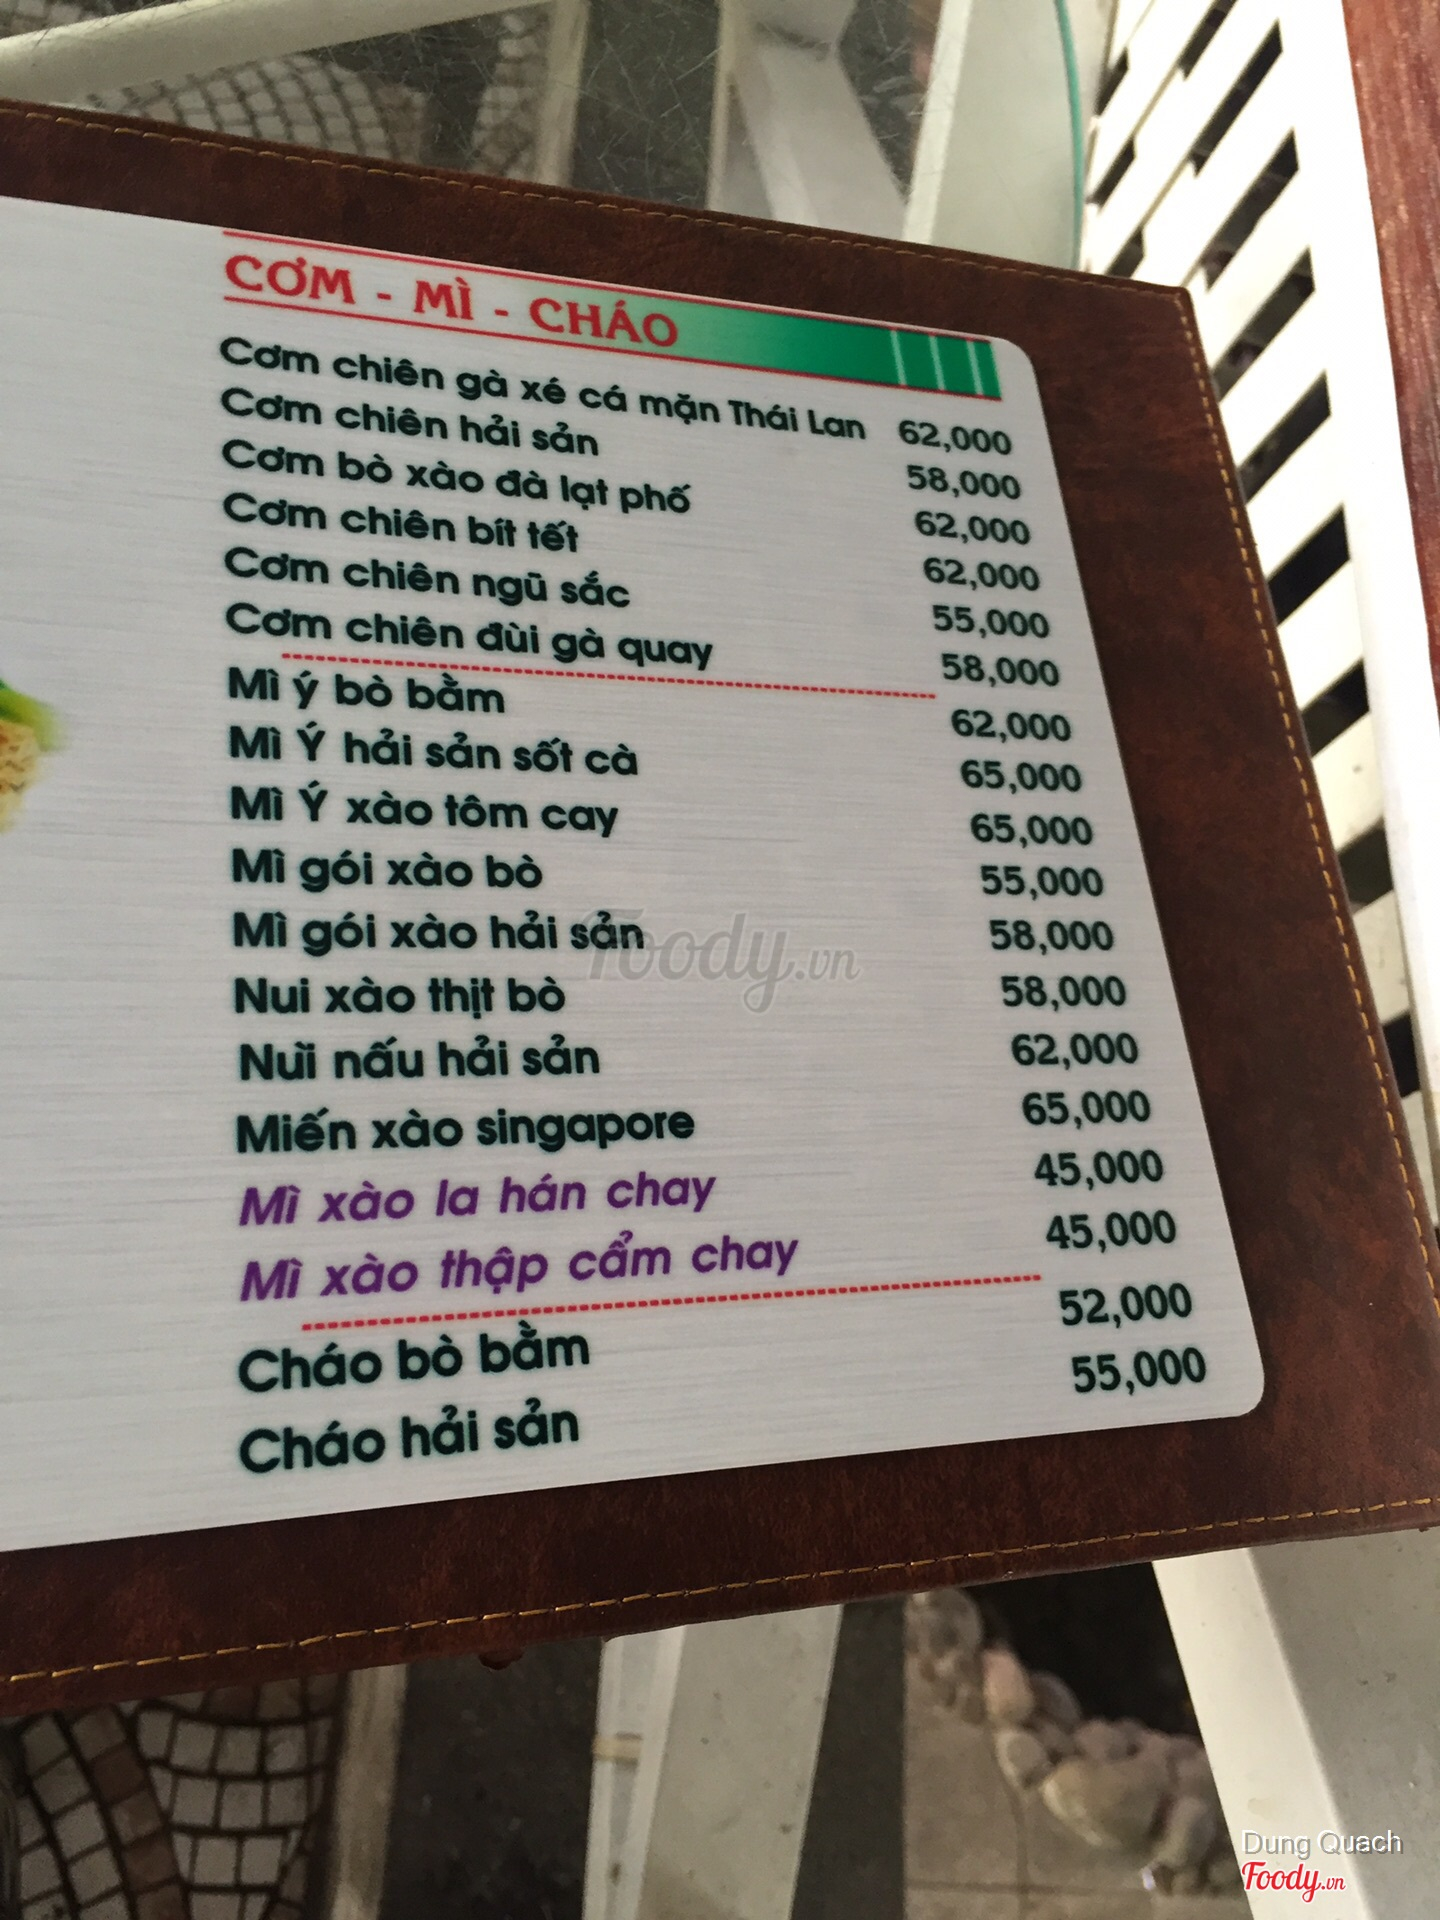 CƠM - MÌ - CHÁO
Cơm chiên gà xé cá mặn Thái Lan 62,000
Cơm chiên hải sản 58,000
Cơm bò xào đà lạt phố 62,000
Cơm chiên bít tết 62,000
Cơm chiên ngũ sắc 55,000
Cơm chiên đùi gà quay 58,000
Mì ý bò bằm 62,000
Mì Ý hải sản sốt cà 65,000
Mì Ý xào tôm cay 65,000
Mì gói xào bò 55,000
Mì gói xào hải sản 58,000
Nui xào thịt bò 58,000
Nuỉ nấu hải sản 62,000
Miến xào singapore 65,000
Mì xào la hán chay 45,000
Mì xào thập cẩm chay 45,000
Cháo bò bằm 52,000
Cháo hải sản 55,000
Foody.vn
Dung Quach
Foody.vn